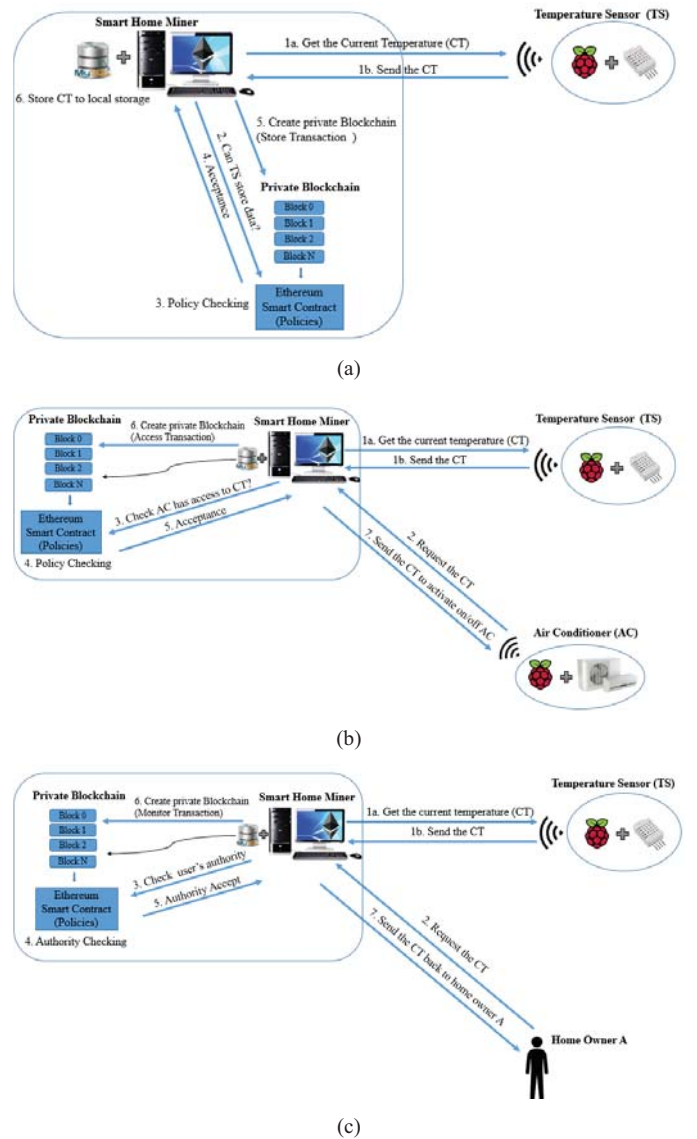 Smart Home Miner
Temperature Sensor (TS)
1a. Get the Current Temperature (CT)
1b. Send the CT
6. Store CT to local storage
5. Create private Blockchain
(Store Transaction )
2. Can TS store data?
4. Acceptance
Private Blockchain
Block 0
Block 1
Block 2
Block N
3. Policy Checking
Ethereum
Smart Contract
(Policies)
(a)
Private Blockchain
6. Create private Blockchain
(Access Transaction)
Smart Home Miner
Temperature Sensor (TS)
Block 0
Block 1
Block 2
Block N
1a. Get the current temperature (CT)
1b. Send the CT
3. Check AC has access to CT?
5. Acceptance
Ethereum
Smart Contract
(Policies)
4. Policy Checking
2. Request the CT
7. Send the CT to activate on/off AC
Air Conditioner (AC)
(b)
Private Blockchain
6. Create private Blockchain
(Monitor Transaction)
Smart Home Miner
Temperature Sensor (TS)
Block 0
Block 1
Block 2
Block N
1a. Get the current temperature (CT)
1b. Send the CT
3. Check user's authority
5. Authority Accept
Ethereum
Smart Contract
(Policies)
4. Authority Checking
2. Request the CT
7. Send the CT back to home owner A
Home Owner A
(c)